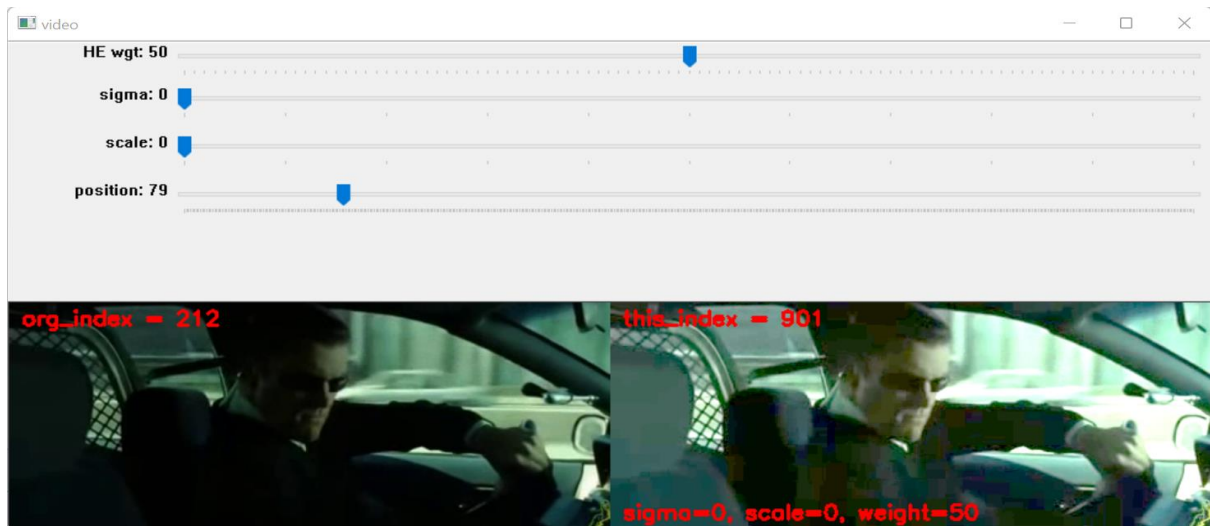 video
HE wgt: 50
sigma: 0
scale: 0
position: 79
org_index = 212
this_index = 901
sigma=0, scale=0, weight=50